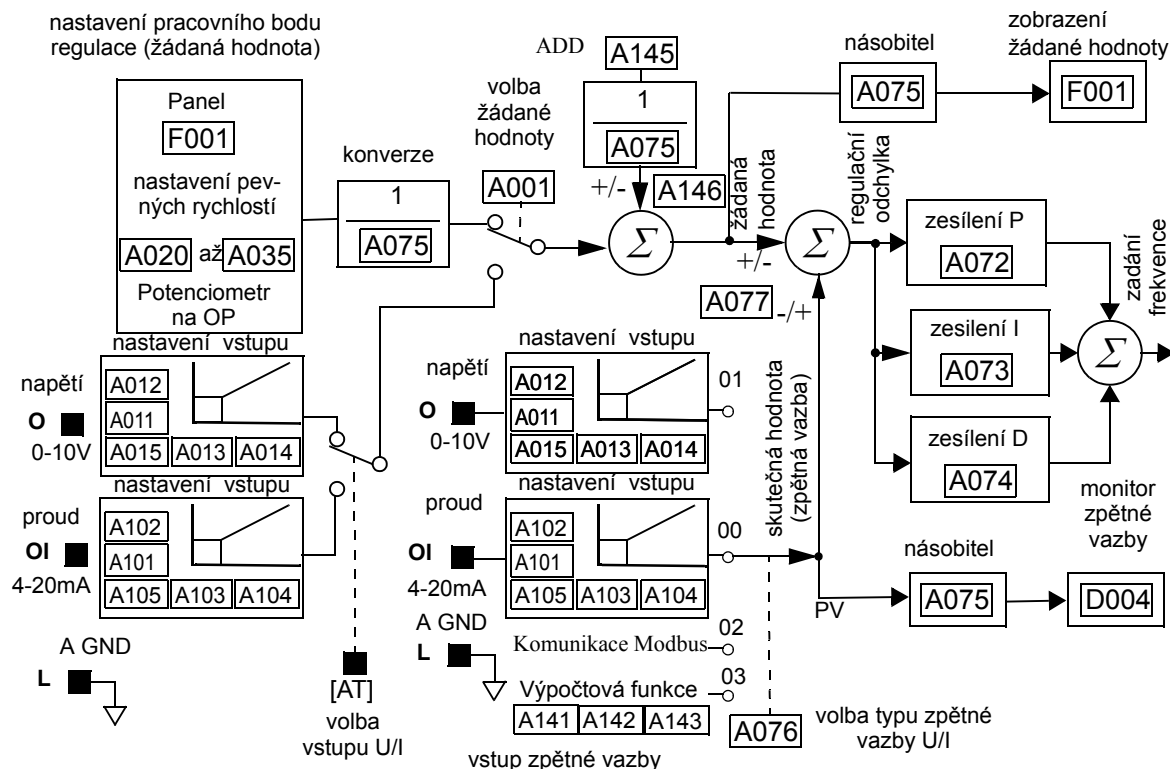 nastavení pracovního bodu
regulace (žádaná hodnota)
Panel
F001
nastavení pev-
ných rychlostí
A020 až A035
Potenciometr
na OP
konverze
1
A075
volba
žádané
hodnoty
A001
ADD
A145
1
A075
+/-
A146
Σ
žádaná
hodnota
násobitel
A075
zobrazení
žádané hodnoty
F001
+/-
Σ
A077
-/+
regulační
odchylka
zesílení P
A072
zesilení I
A073
zesílení D
A074
Σ
zadání
frekvence
nastavení vstupu
napětí
O
0-10V
A012
A011
A015 A013 A014
nastavení vstupu
proud
OI
4-20mA
A102
A101
A105 A103 A104
A GND
L
[AT]
volba
vstupu U/I
nastavení vstupu
napětí
O
0-10V
A012
A011
A015 A013 A014
01
nastavení vstupu
proud
OI
4-20mA
A102
A101
A105 A103 A104
00
A GND
L
Komunikace Modbus
02
Výpočtová funkce
03
A141 A142 A143
vstup zpětné vazby
A076
volba typu zpětné
vazby U/I
skutečná hodnota
(zpětná vazba)
PV
násobitel
A075
monitor
zpětné
vazby
D004